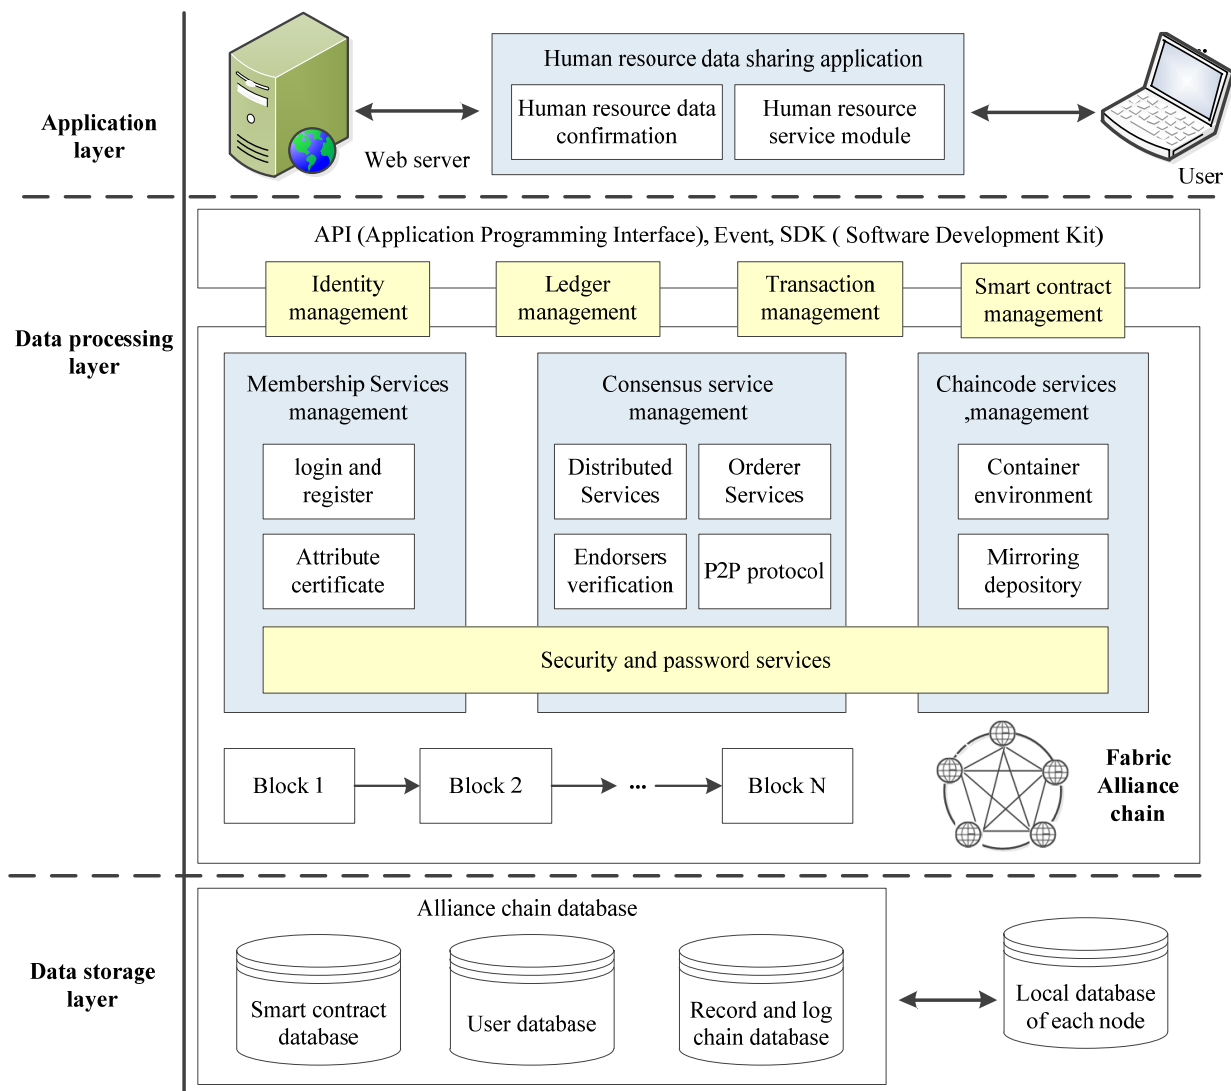 Application
layer
Web server
Human resource data sharing application
Human resource data
confirmation
Human resource
service module
User
Data processing
layer
API (Application Programming Interface), Event, SDK ( Software Development Kit)
Identity
management
Ledger
management
Transaction
management
Smart contract
management
Membership Services
management
login and
register
Attribute
certificate
Consensus service
management
Distributed
Services
Orderer
Services
Endorsers
verification
P2P protocol
Chaincode services
,management
Container
environment
Mirroring
depository
Security and password services
Block 1
Block 2
...
Block N
Fabric
Alliance
chain
Data storage
layer
Alliance chain database
Smart contract
database
User database
Record and log
chain database
Local database
of each node